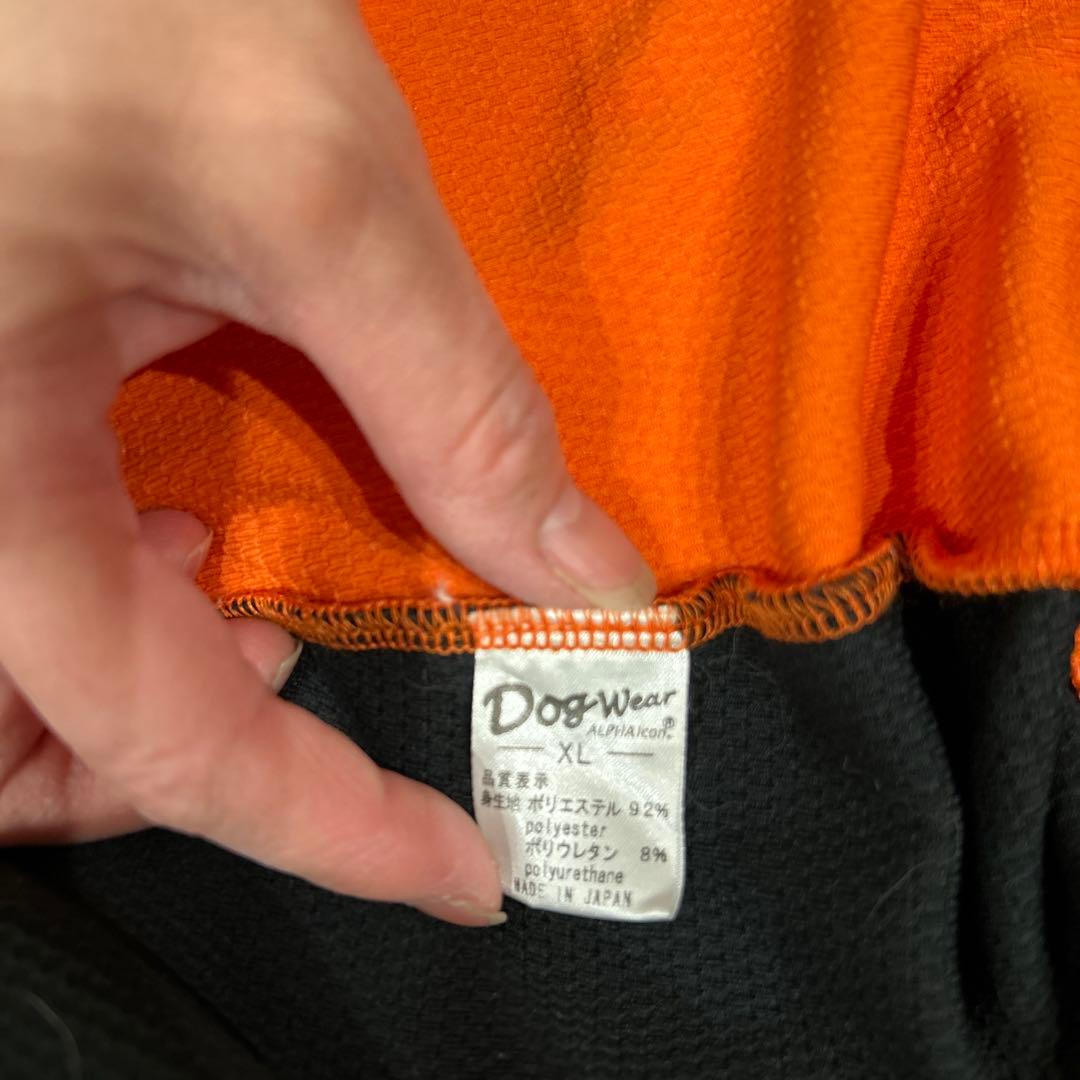 Dog Wear
ALPHAIcon®
XL
品質表示
身生地 ポリエステル 92%
polyester
ポリウレタン 8%
polyurethane
MADE IN JAPAN